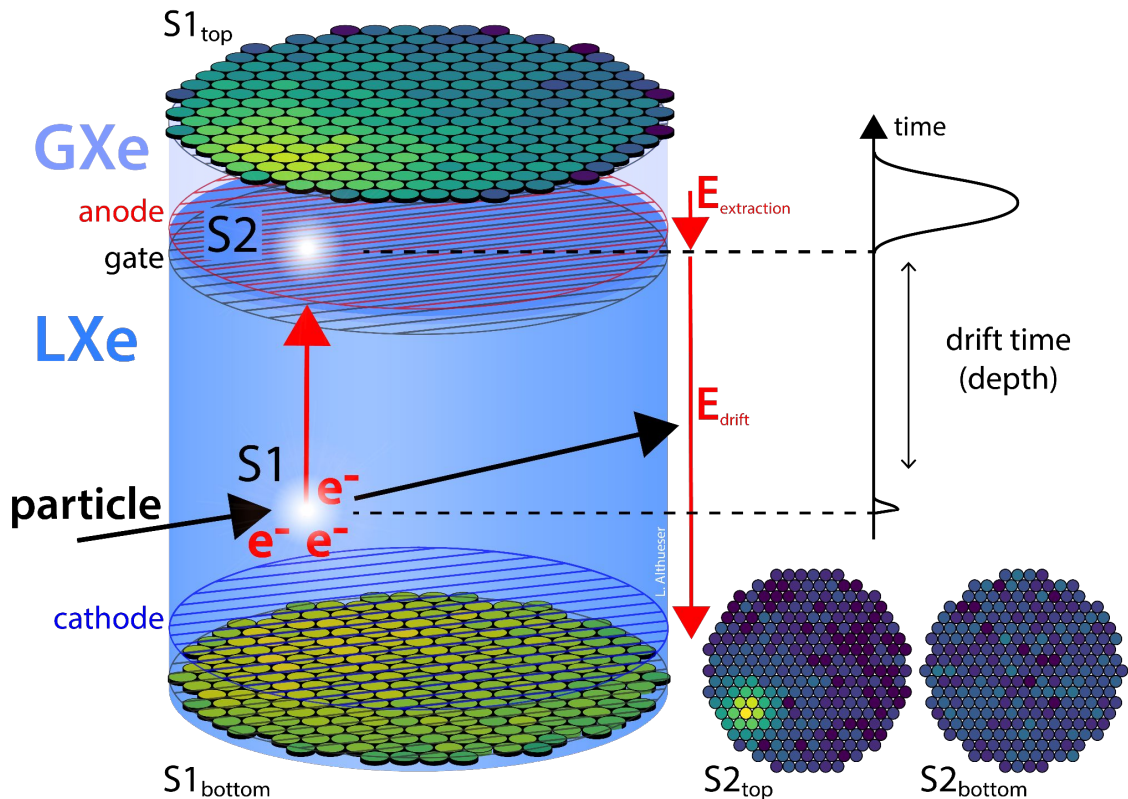 S1top
GXe
anode
S2
gate
LXe
S1
particle
e-
e- e-
cathode
S1bottom
Eextraction
Edrift
L. Althueser
time
drift time
(depth)
S2top
S2bottom